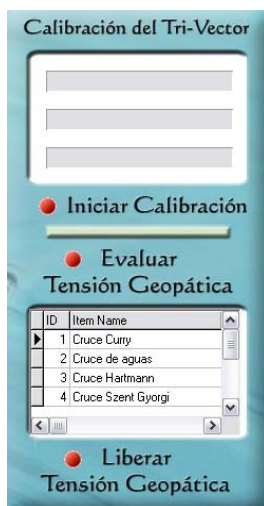 Calibración del Tri-Vector
Iniciar Calibración
Evaluar
Tensión Geopática
ID Item Name
1 Cruce Curry
2 Cruce de aguas
3 Cruce Hartmann
4 Cruce Szent Gyorgi
Liberar
Tensión Geopática